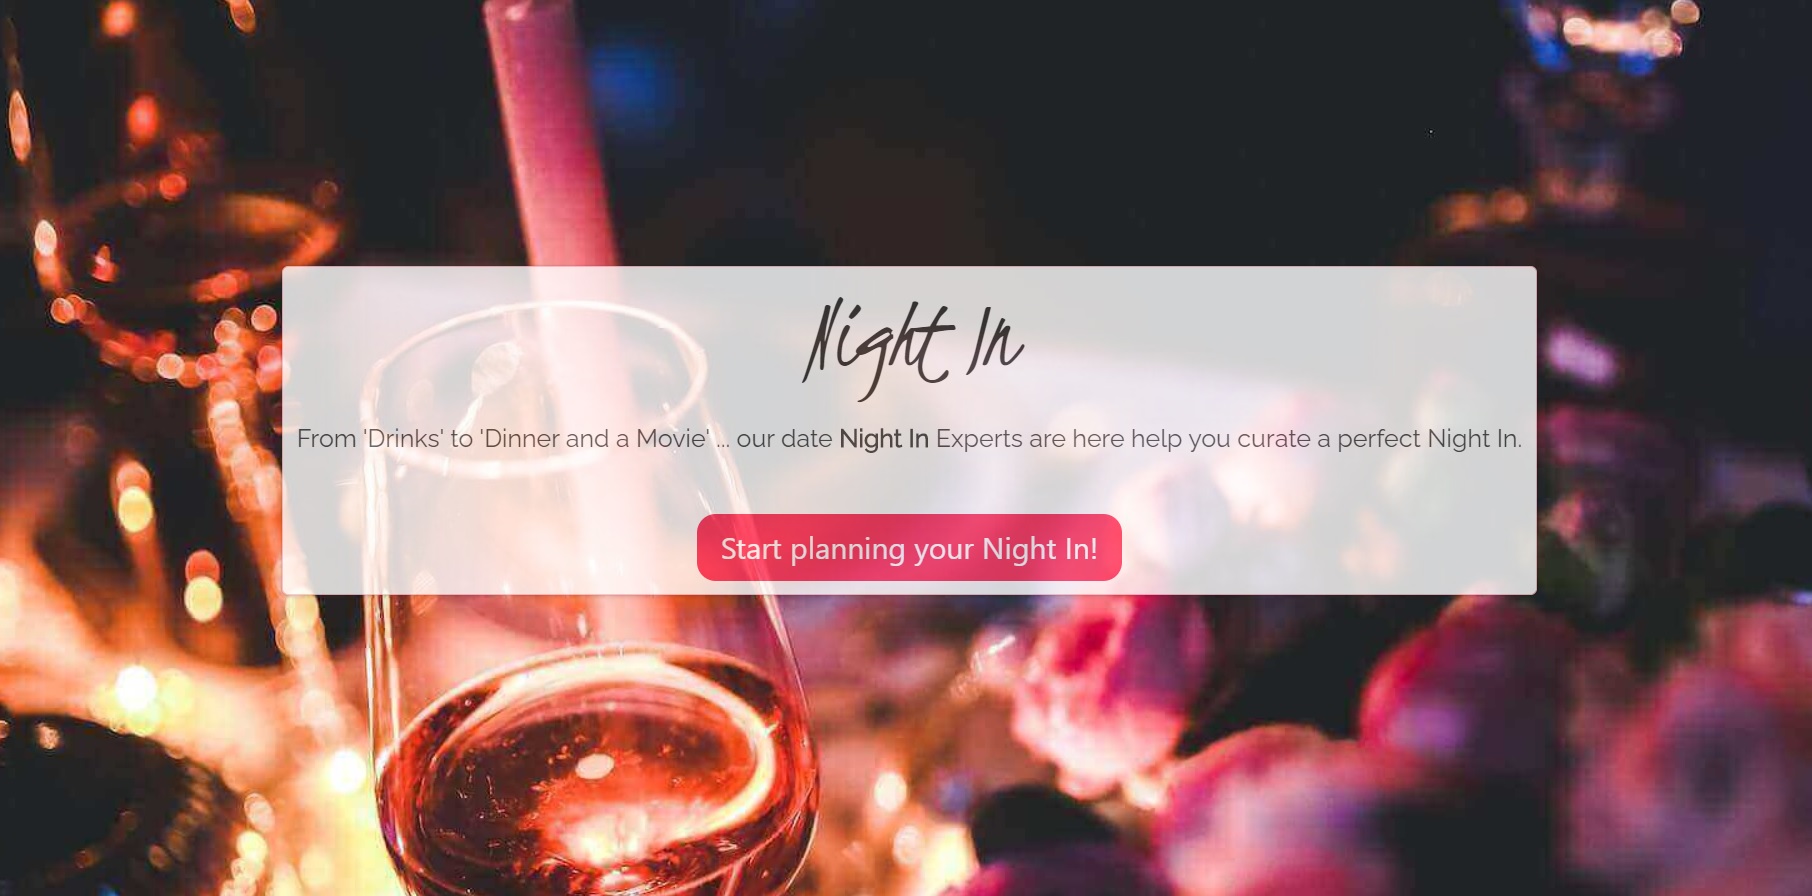 Night In
From 'Drinks' to 'Dinner and a Movie' ... our date Night In Experts are here help you curate a perfect Night In.
Start planning your Night In!